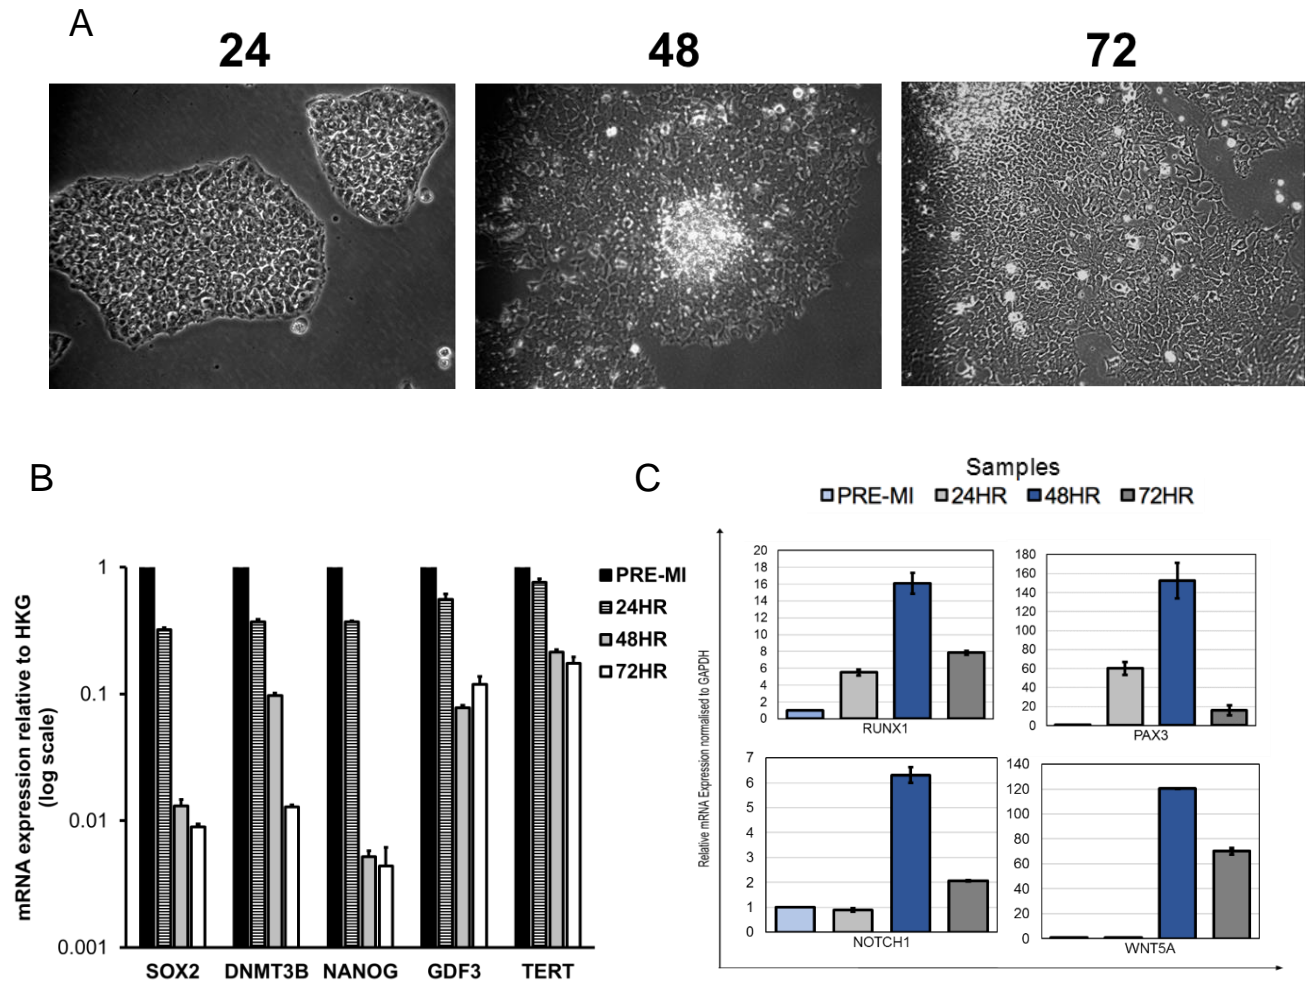 A
24 48 72
B
mRNA expression relative to HKG
(log scale)
1
0.1
0.01
0.001
SOX2 DNMT3B NANOG GDF3 TERT
PRE-MI
24HR
48HR
72HR
C
Samples
PRE-MI 24HR 48HR 72HR
Relative mRNA Expression normalised to GAPDH
20
18
16
14
12
10
8
6
4
2
0
RUNX1
180
160
140
120
100
80
60
40
20
0
PAX3
7
6
5
4
3
2
1
0
NOTCH1
140
120
100
80
60
40
20
0
WNT5A